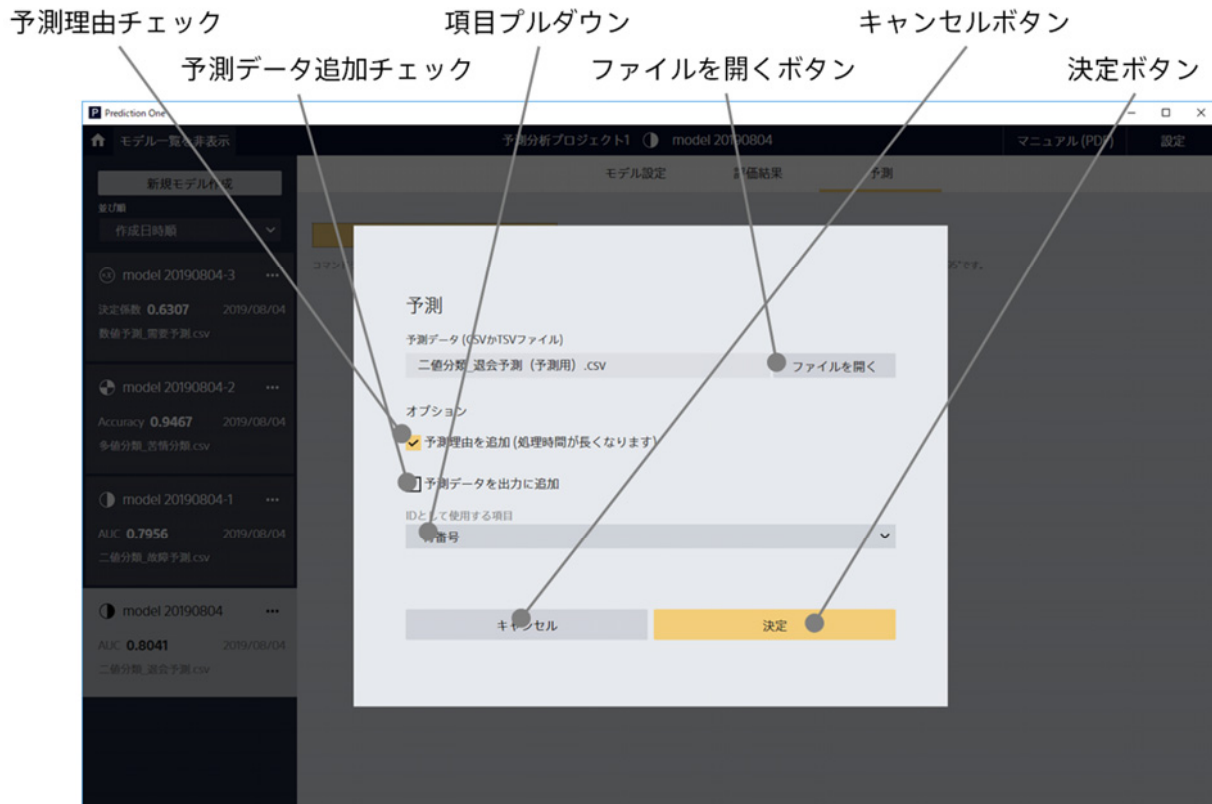 予測理由チェック
項目プルダウン
キャンセルボタン
予測データ追加チェック
ファイルを開くボタン
決定ボタン
P Prediction One
モデル一覧を非表示
予測分析プロジェクト1
model 20190804
マニュアル (PDF)
設定
新規モデル作成
モデル設定
評価結果
予測
並び順
作成日時順
コマンド
model 20190804-3
決定係数 0.6307
2019/08/04
数値予測_需要予測.csv
model 20190804-2
Accuracy 0.9467
2019/08/04
多値分類_苦情分類.csv
model 20190804-1
AUC 0.7956
2019/08/04
二値分類_故障予測.csv
model 20190804
AUC 0.8041
2019/08/04
二値分類_退会予測.csv
予測
予測データ (CSVかTSVファイル)
二値分類_退会予測（予測用）.csv
ファイルを開く
オプション
予測理由を追加 (処理時間が長くなります)
予測データを出力に追加
IDとして使用する項目
行番号
キャンセル
決定